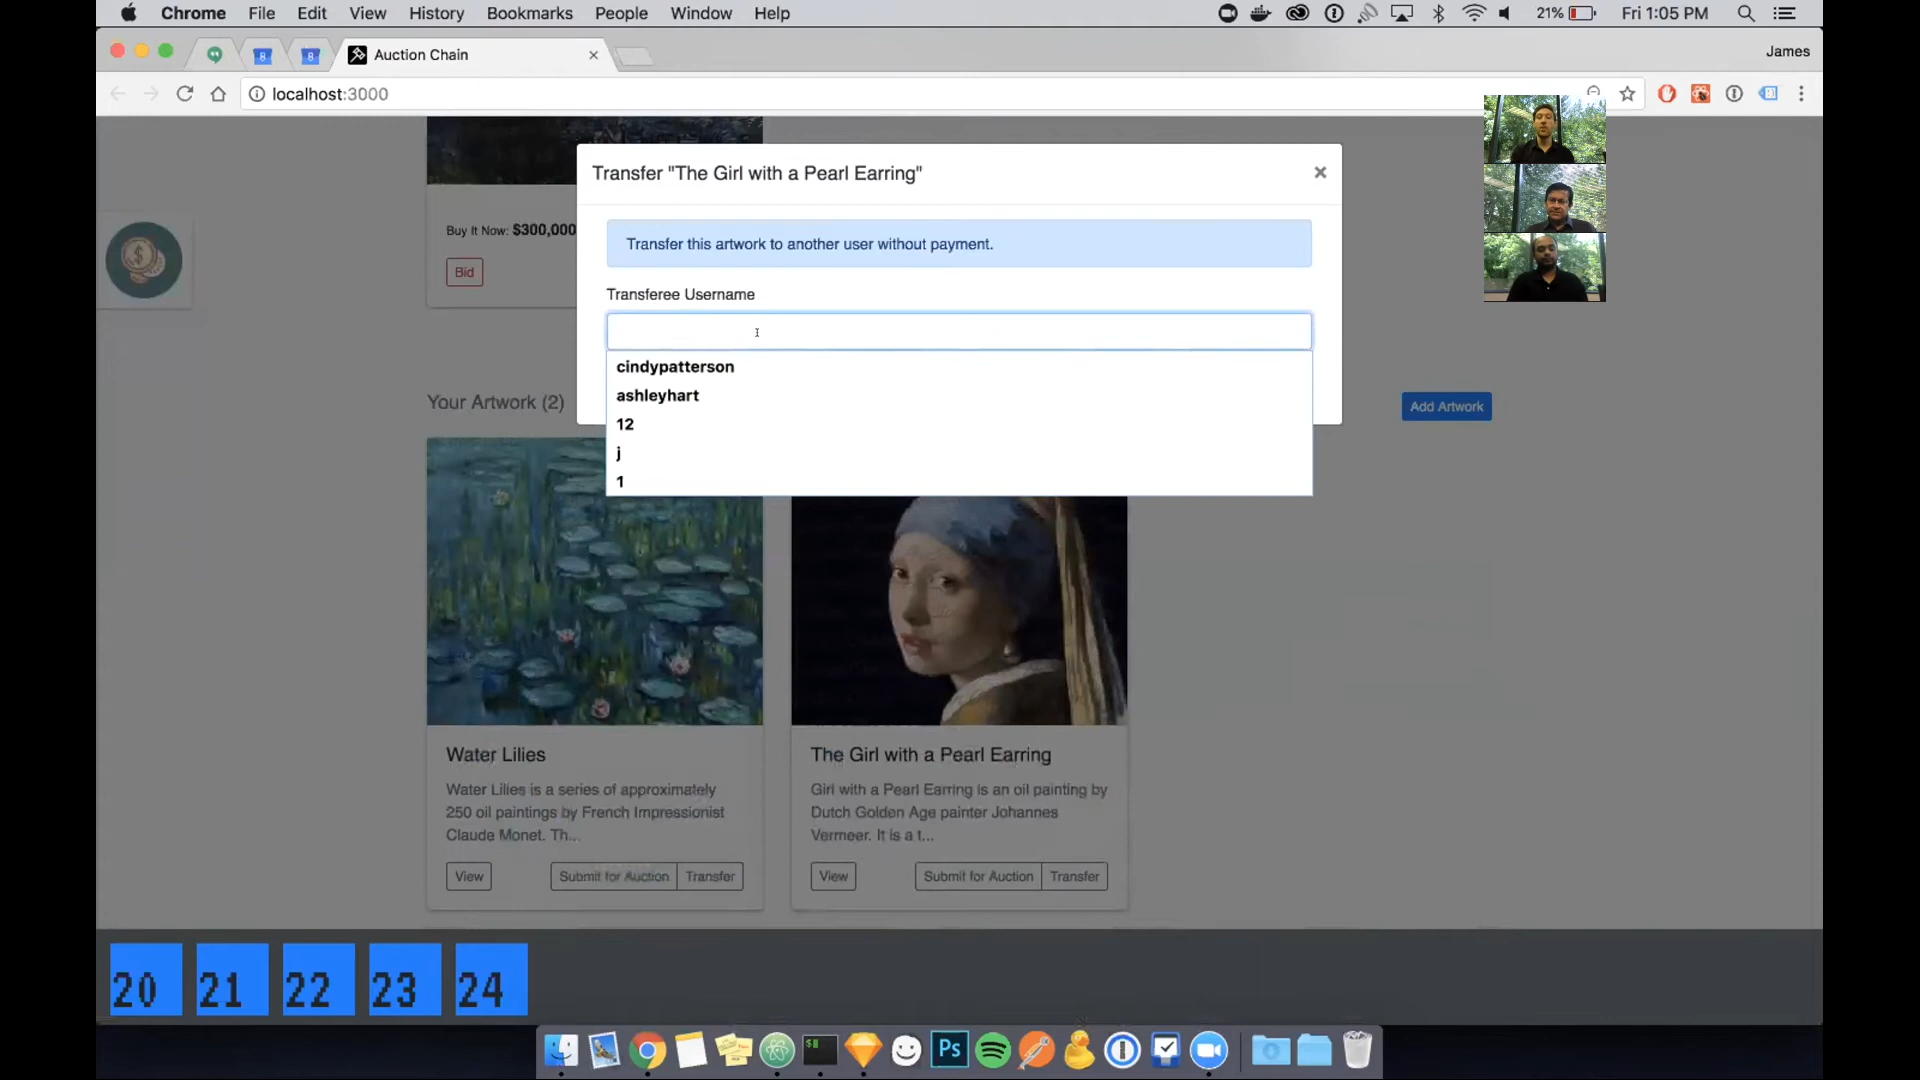 Chrome File Edit View History Bookmarks People Window Help
21% Fri 1:05 PM
8
8
Auction Chain
James
localhost:3000
Transfer "The Girl with a Pearl Earring"
Transfer this artwork to another user without payment.
Buy It Now: $300,000
Bid
Transferee Username
cindypatterson
ashleyhart
12
j
1
Your Artwork (2)
Add Artwork
Water Lilies
Water Lilies is a series of approximately
250 oil paintings by French Impressionist
Claude Monet. Th...
View Submit for Auction Transfer
The Girl with a Pearl Earring
Girl with a Pearl Earring is an oil painting by
Dutch Golden Age painter Johannes
Vermeer. It is a t...
View Submit for Auction Transfer
20 21 22 23 24
Ps